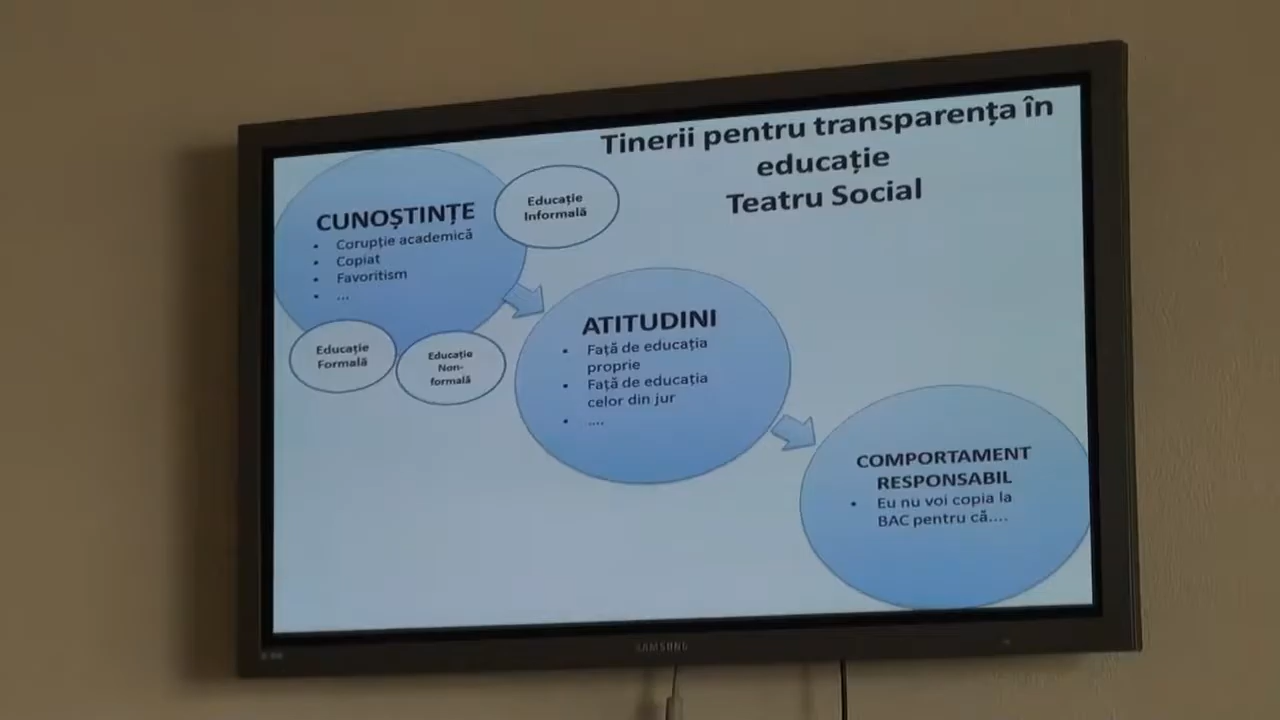 Tinerii pentru transparența în
educație
Teatru Social
CUNOȘTINȚE
• Corupție academică
• Copiat
• Favoritism
• ...
Educație
Informală
Educație
Formală
Educație
Non-
formală
ATITUDINI
• Față de educația
proprie
• Față de educația
celor din jur
• ....
COMPORTAMENT
RESPONSABIL
• Eu nu voi copia la
BAC pentru că....
SAMSUNG